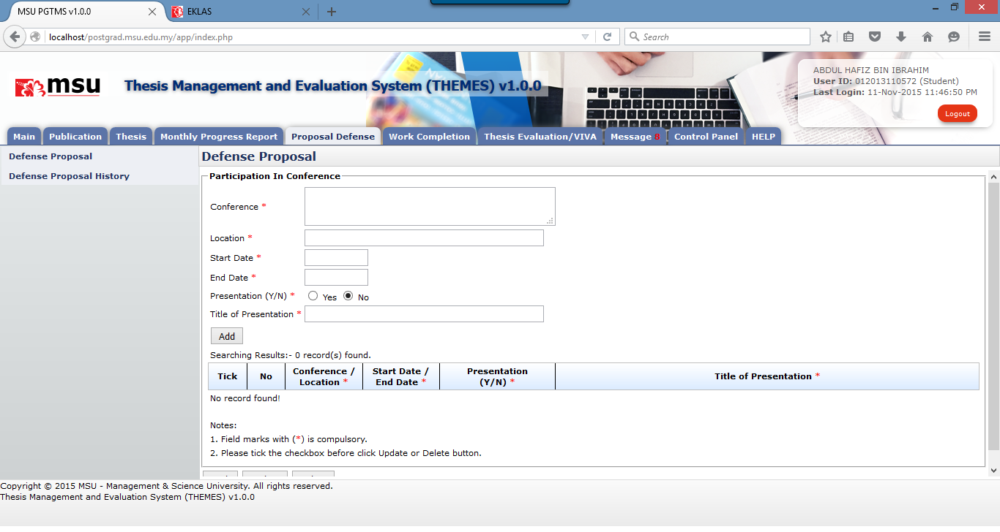 MSU PGTMS v1.0.0
EKLAS
localhost/postgrad.msu.edu.my/app/index.php
Search
msu
Thesis Management and Evaluation System (THEMES) v1.0.0
ABDUL HAFIZ BIN IBRAHIM
User ID: 012013110572 (Student)
Last Login: 11-Nov-2015 11:46:50 PM
Logout
Main Publication Thesis Monthly Progress Report Proposal Defense Work Completion Thesis Evaluation/VIVA Message 8 Control Panel HELP
Defense Proposal
Defense Proposal History
Defense Proposal
Participation In Conference
Conference *
Location *
Start Date *
End Date *
Presentation (Y/N) * Yes No
Title of Presentation *
Add
Searching Results:- 0 record(s) found.
Tick No Conference / Location * Start Date / End Date * Presentation (Y/N) * Title of Presentation *
No record found!
Notes:
1. Field marks with (*) is compulsory.
2. Please tick the checkbox before click Update or Delete button.
Copyright © 2015 MSU - Management & Science University. All rights reserved.
Thesis Management and Evaluation System (THEMES) v1.0.0